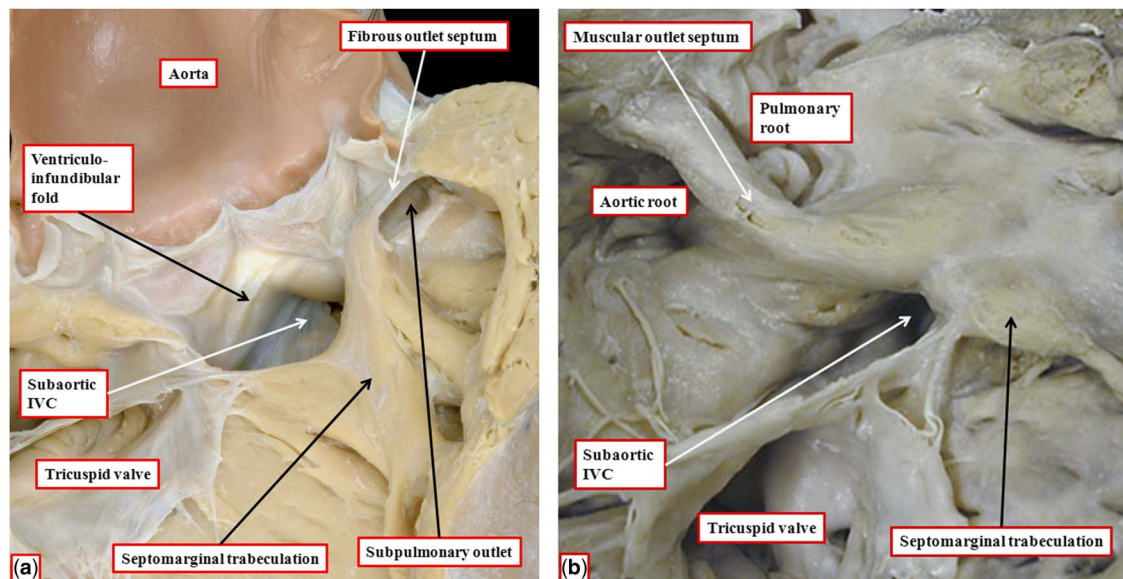 Fibrous outlet septum
Aorta
Ventriculo-
infundibular
fold
Subaortic
IVC
Tricuspid valve
Septomarginal trabeculation
Subpulmonary outlet
(a)
Muscular outlet septum
Pulmonary
root
Aortic root
Subaortic
IVC
Tricuspid valve
Septomarginal trabeculation
(b)